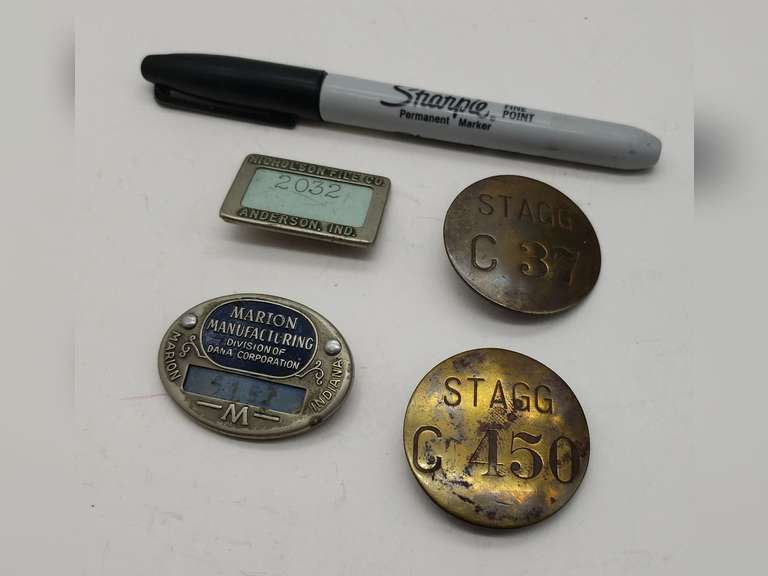 Sharpie
FINE
POINT
Permanent Marker
NICHOLSON FILE CO.
2032
ANDERSON, IND.
STAGG
C 37
MARION
MANUFACTURING
DIVISION OF
DANA CORPORATION
MARION
INDIANA
M
STAGG
C 450